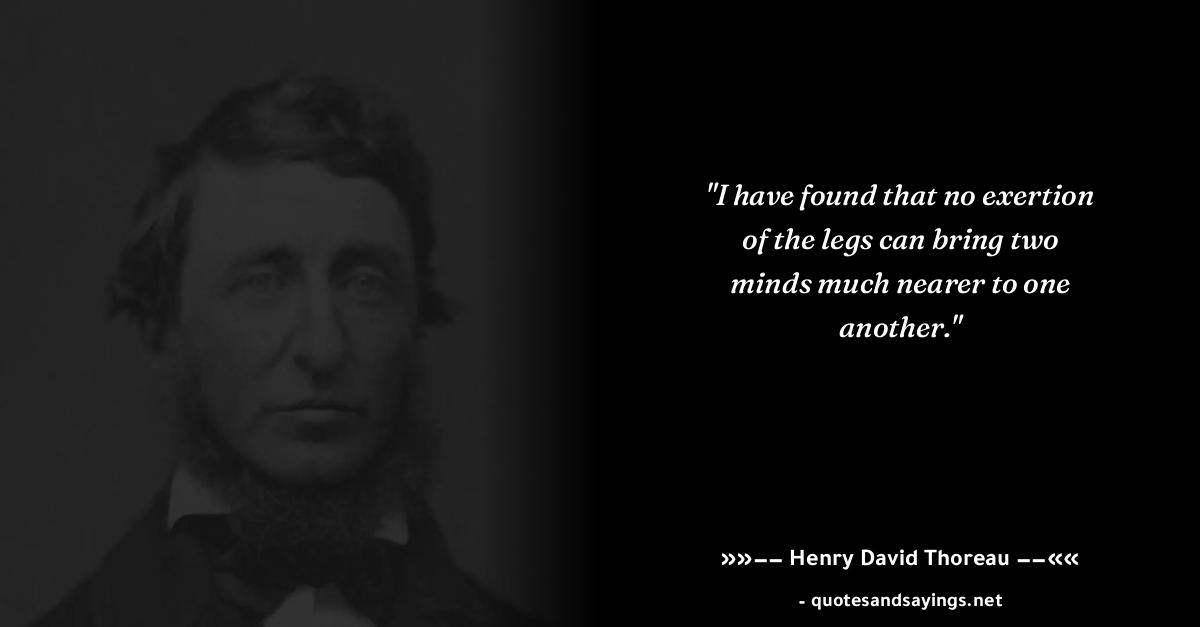 "I have found that no exertion
of the legs can bring two
minds much nearer to one
another."
»»−− Henry David Thoreau −−««
- quotesandsayings.net